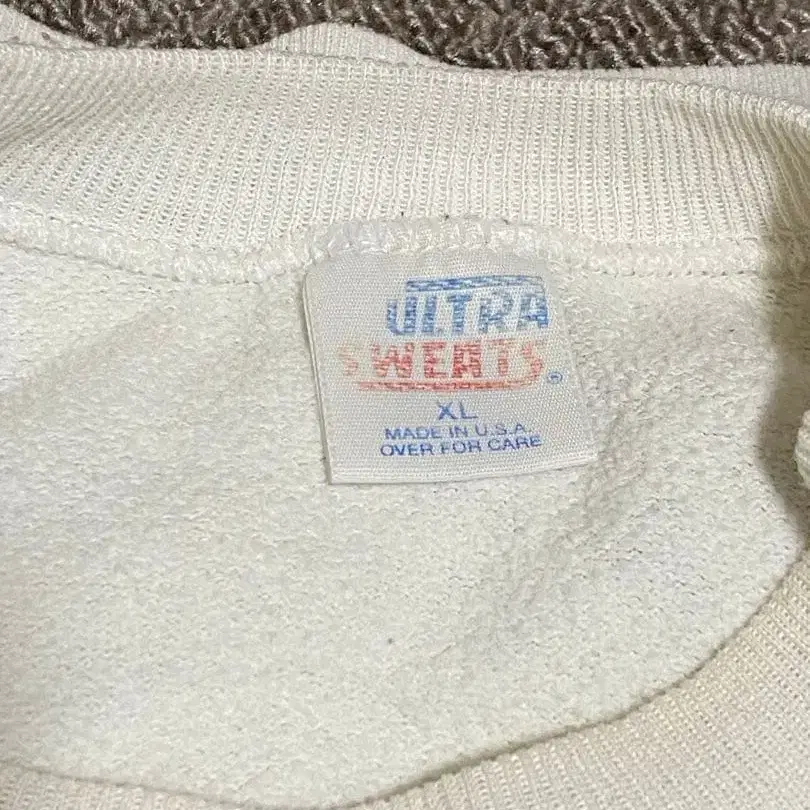 ULTRA
SWEATS®
XL
MADE IN U.S.A.
OVER FOR CARE